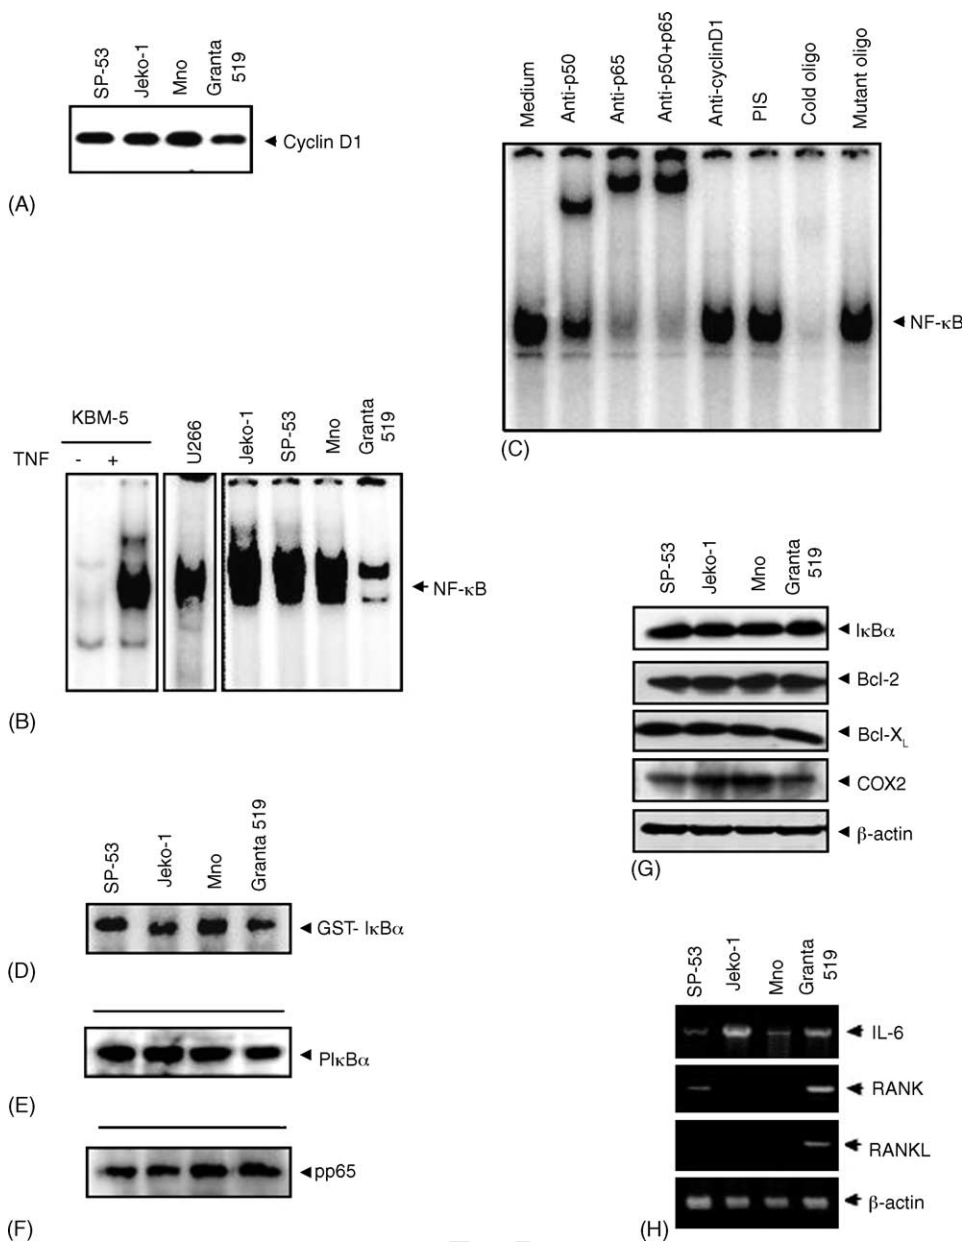 SP-53 Jeko-1 Mno Granta 519
Cyclin D1
(A)
KBM-5
TNF - + U266 Jeko-1 SP-53 Mno Granta 519
NF-κB
(B)
Medium Anti-p50 Anti-p65 Anti-p50+p65 Anti-cyclinD1 PIS Cold oligo Mutant oligo
NF-κB
(C)
SP-53 Jeko-1 Mno Granta 519
GST- IκBα
(D)
PIκBα
(E)
pp65
(F)
SP-53 Jeko-1 Mno Granta 519
IκBα
Bcl-2
Bcl-XL
COX2
β-actin
(G)
SP-53 Jeko-1 Mno Granta 519
IL-6
RANK
RANKL
β-actin
(H)